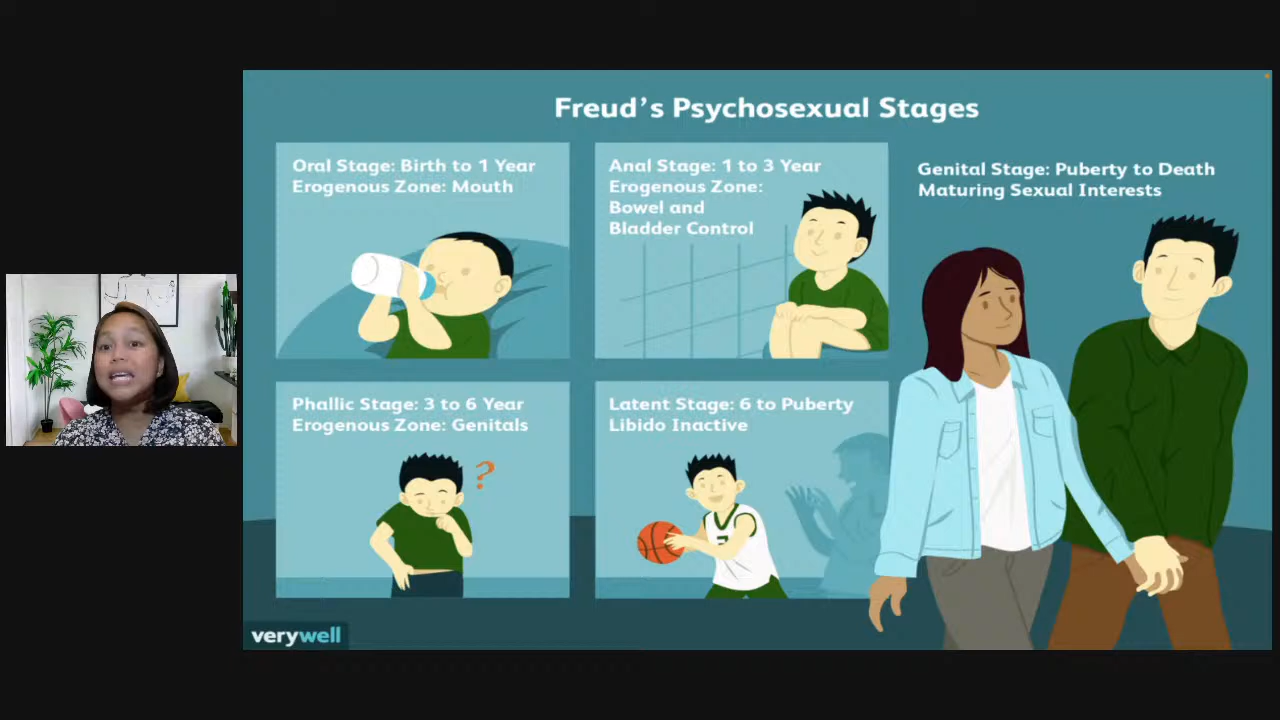 Freud's Psychosexual Stages
Oral Stage: Birth to 1 Year
Erogenous Zone: Mouth
Anal Stage: 1 to 3 Year
Erogenous Zone:
Bowel and
Bladder Control
Genital Stage: Puberty to Death
Maturing Sexual Interests
Phallic Stage: 3 to 6 Year
Erogenous Zone: Genitals
?
Latent Stage: 6 to Puberty
Libido Inactive
verywell